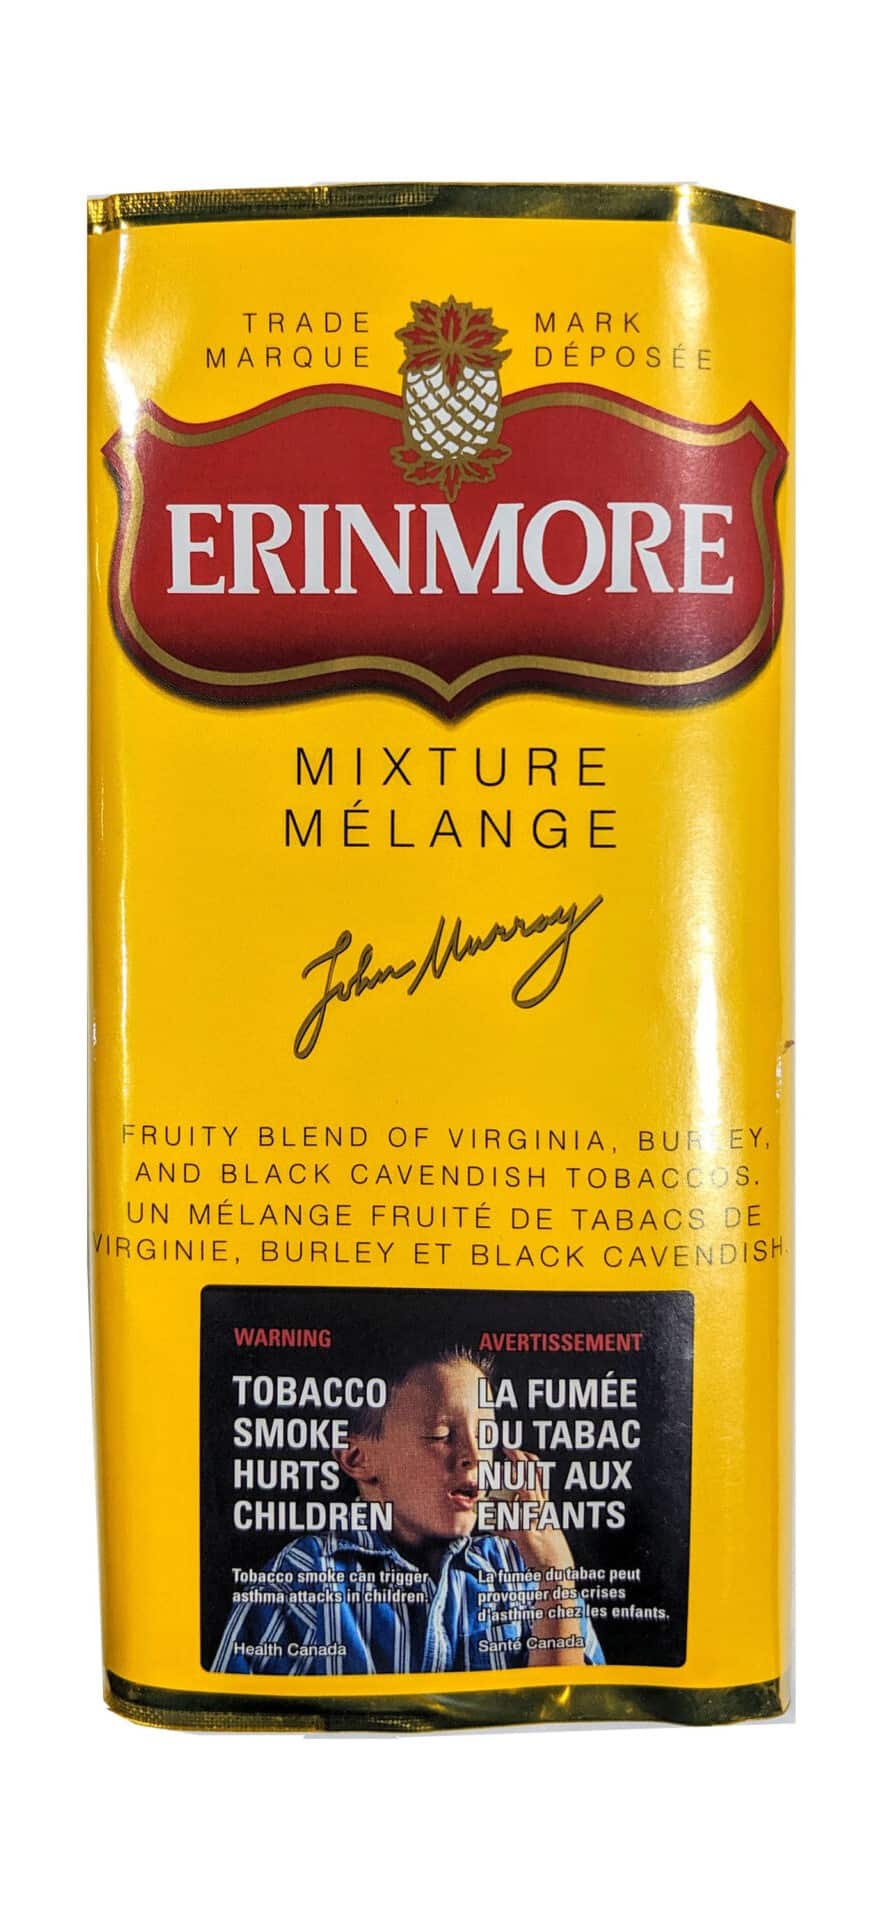 TRADE MARK
MARQUE DÉPOSÉE
ERINMORE
MIXTURE
MÉLANGE
John Murray
FRUITY BLEND OF VIRGINIA, BURLEY,
AND BLACK CAVENDISH TOBACCOS.
UN MÉLANGE FRUITÉ DE TABACS DE
VIRGINIE, BURLEY ET BLACK CAVENDISH.
WARNING
TOBACCO
SMOKE
HURTS
CHILDREN
Tobacco smoke can trigger
asthma attacks in children.
Health Canada
AVERTISSEMENT
LA FUMÉE
DU TABAC
NUIT AUX
ENFANTS
La fumée du tabac peut
provoquer des crises
d'asthme chez les enfants.
Santé Canada